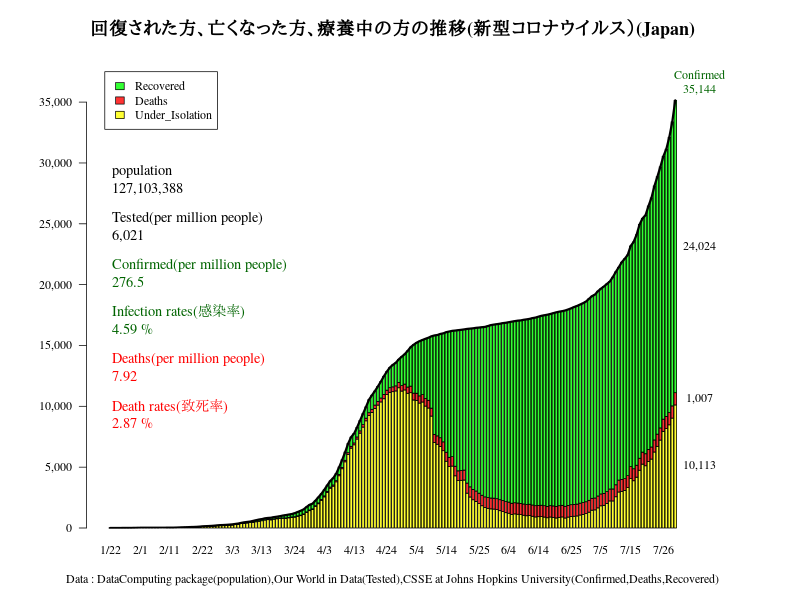 回復された方、亡くなった方、療養中の方の推移(新型コロナウイルス)(Japan)
Confirmed
35,144
Recovered
Deaths
Under_Isolation
35,000
30,000
25,000
20,000
15,000
10,000
5,000
0
population
127,103,388
Tested(per million people)
6,021
Confirmed(per million people)
276.5
Infection rates(感染率)
4.59 %
Deaths(per million people)
7.92
Death rates(致死率)
2.87 %
24,024
1,007
10,113
1/22 2/1 2/11 2/22 3/3 3/13 3/24 4/3 4/13 4/24 5/4 5/14 5/25 6/4 6/14 6/25 7/5 7/15 7/26
Data : DataComputing package(population),Our World in Data(Tested),CSSE at Johns Hopkins University(Confirmed,Deaths,Recovered)